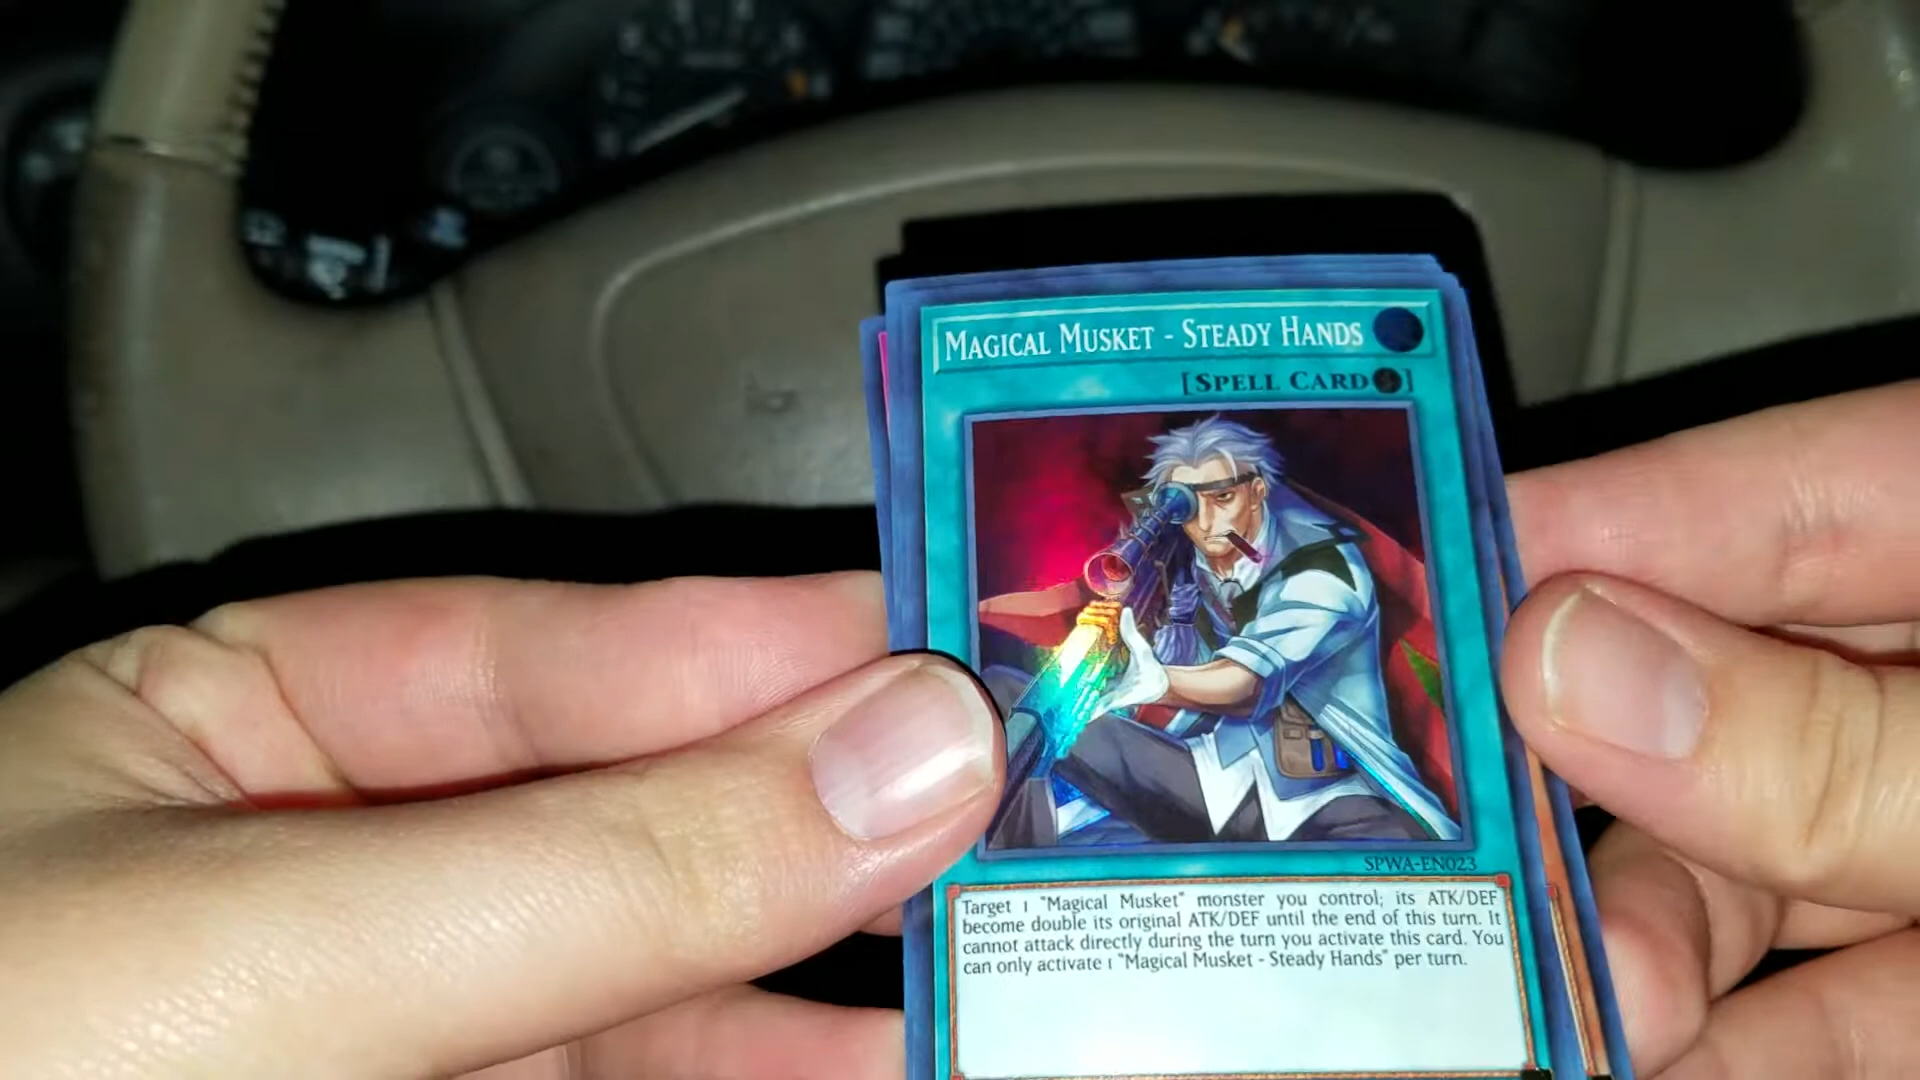 MAGICAL MUSKET - STEADY HANDS
[SPELL CARD]
SPWA-EN023
Target 1 "Magical Musket" monster you control; its ATK/DEF
become double its original ATK/DEF until the end of this turn. It
cannot attack directly during the turn you activate this card. You
can only activate 1 "Magical Musket - Steady Hands" per turn.